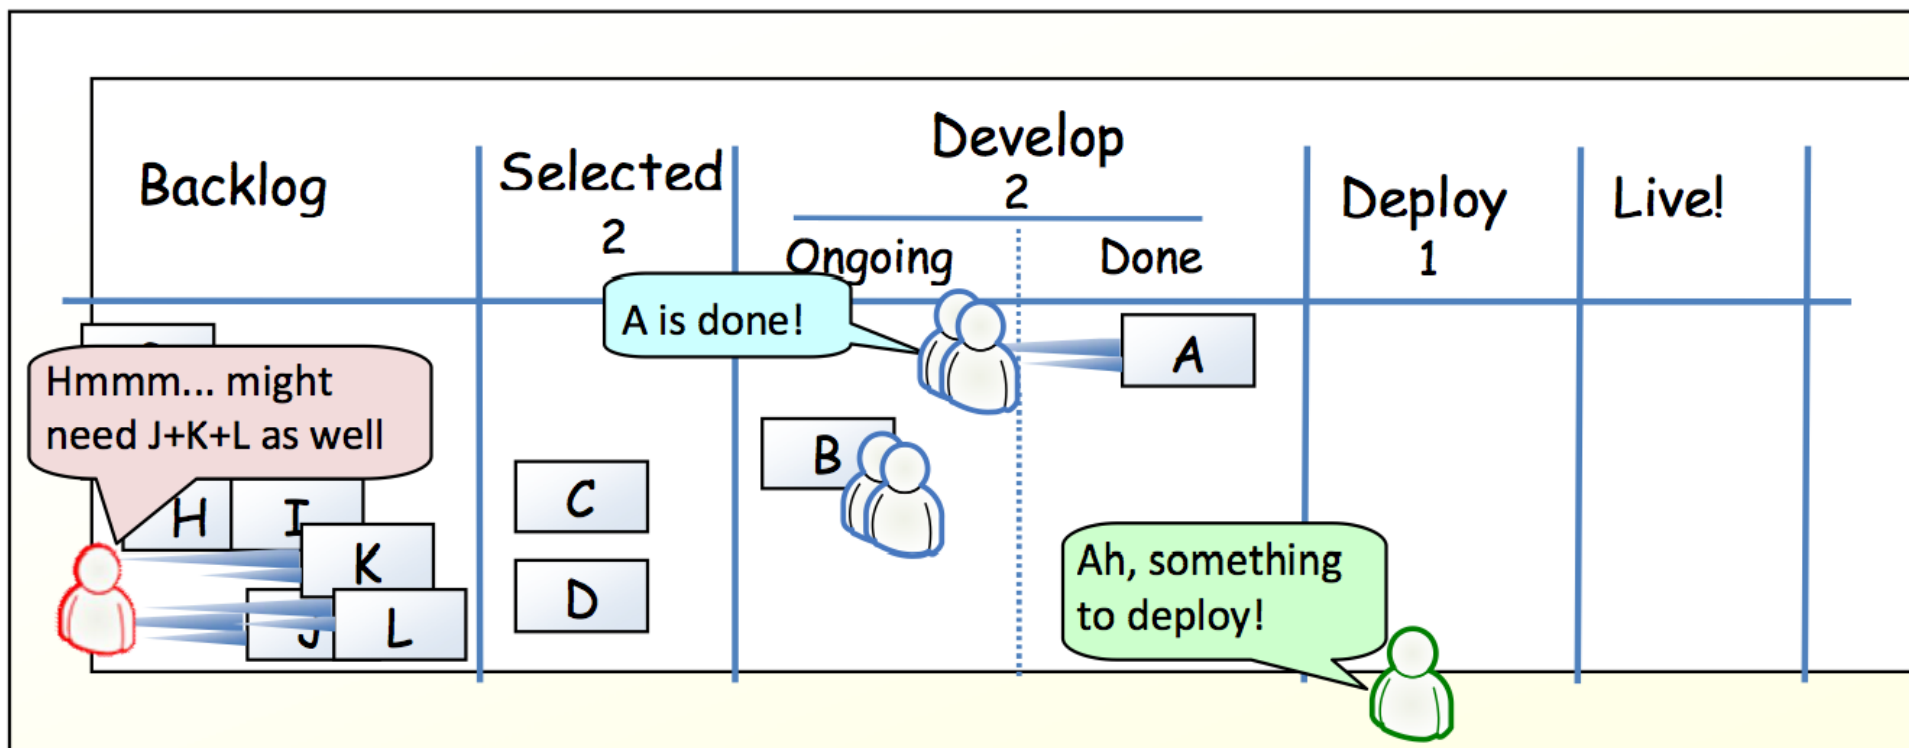 Backlog
Selected
2
Develop
2
Ongoing
Done
Deploy
1
Live!
A is done!
A
Hmmm... might
need J+K+L as well
B
C
H
I
K
D
J
L
Ah, something
to deploy!